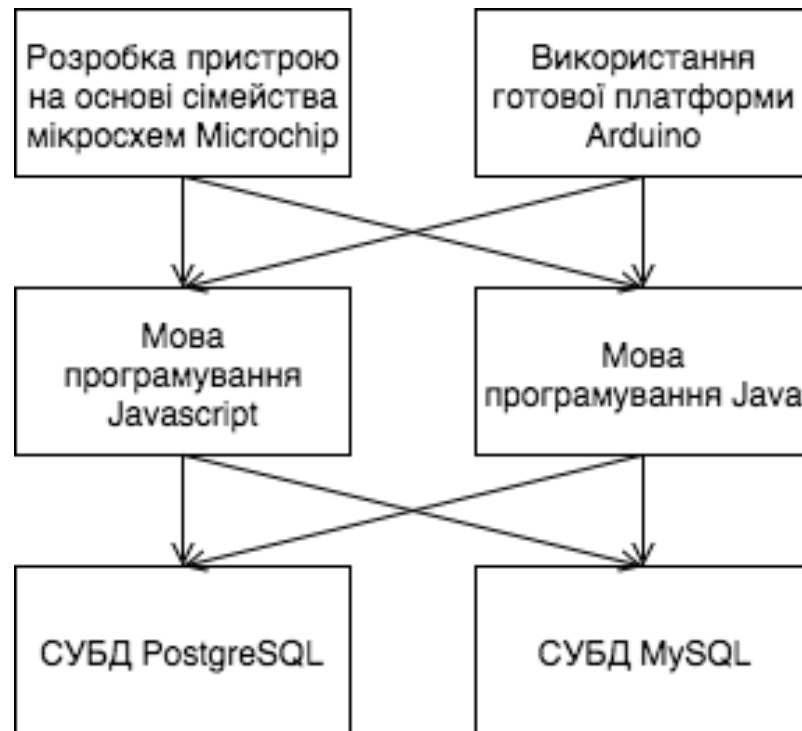 Розробка пристрою
на основі сімейства
мікросхем Microchip
Використання
готової платформи
Arduino
Мова
програмування
Javascript
Мова
програмування Java
СУБД PostgreSQL
СУБД MySQL